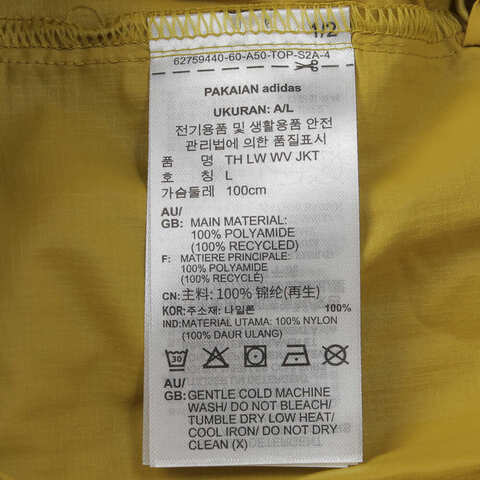 1/2
62759440-60-A50-TOP-S2A-4
PAKAIAN adidas
UKURAN: A/L
전기용품 및 생활용품 안전
관리법에 의한 품질표시
품 명 TH LW WV JKT
호 칭 L
가슴둘레 100cm
AU/
GB: MAIN MATERIAL:
100% POLYAMIDE
(100% RECYCLED)
F: MATIERE PRINCIPALE:
100% POLYAMIDE
(100% RECYCLÉ)
CN: 主料: 100% 锦纶(再生)
KOR:주소재: 나일론 100%
IND:MATERIAL UTAMA: 100% NYLON
(100% DAUR ULANG)
30
AU/
GB: GENTLE COLD MACHINE
WASH/ DO NOT BLEACH/
TUMBLE DRY LOW HEAT/
COOL IRON/ DO NOT DRY
CLEAN (X)